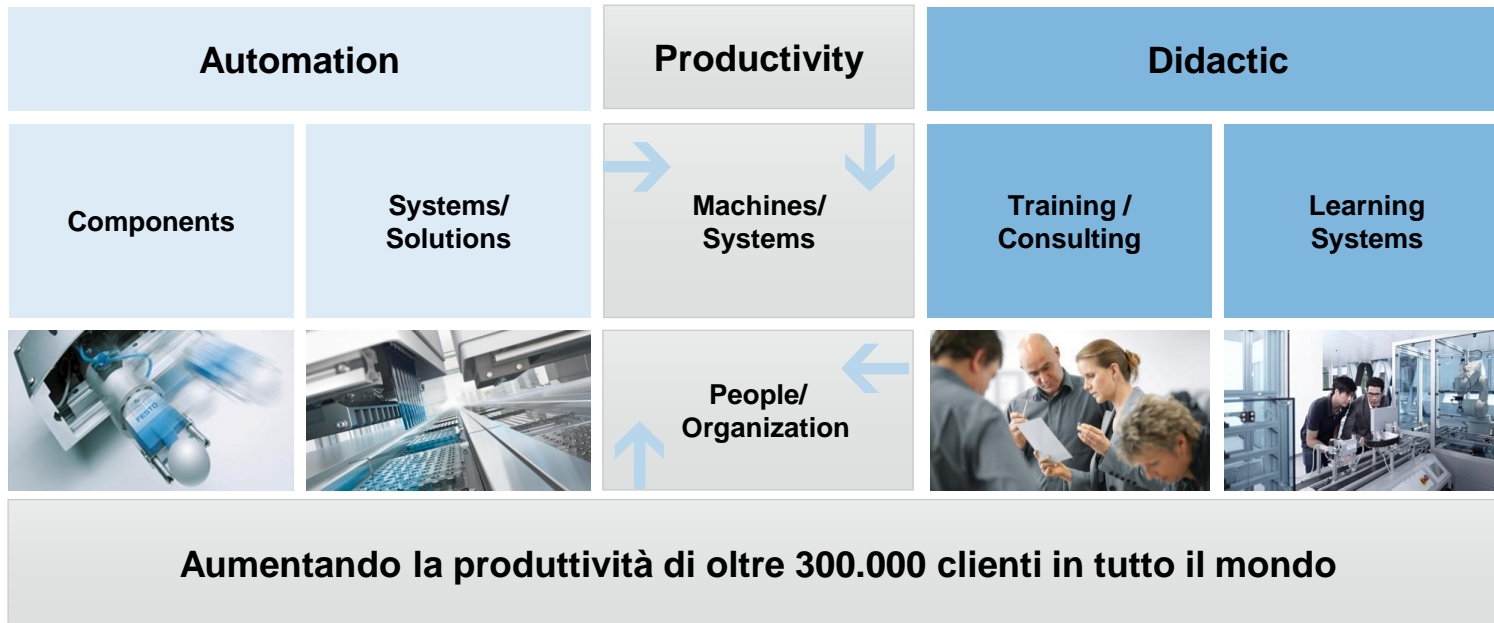 Automation
Productivity
Didactic
Components
Systems/
Solutions
Machines/
Systems
Training /
Consulting
Learning
Systems
FESTO
People/
Organization
Aumentando la produttività di oltre 300.000 clienti in tutto il mondo